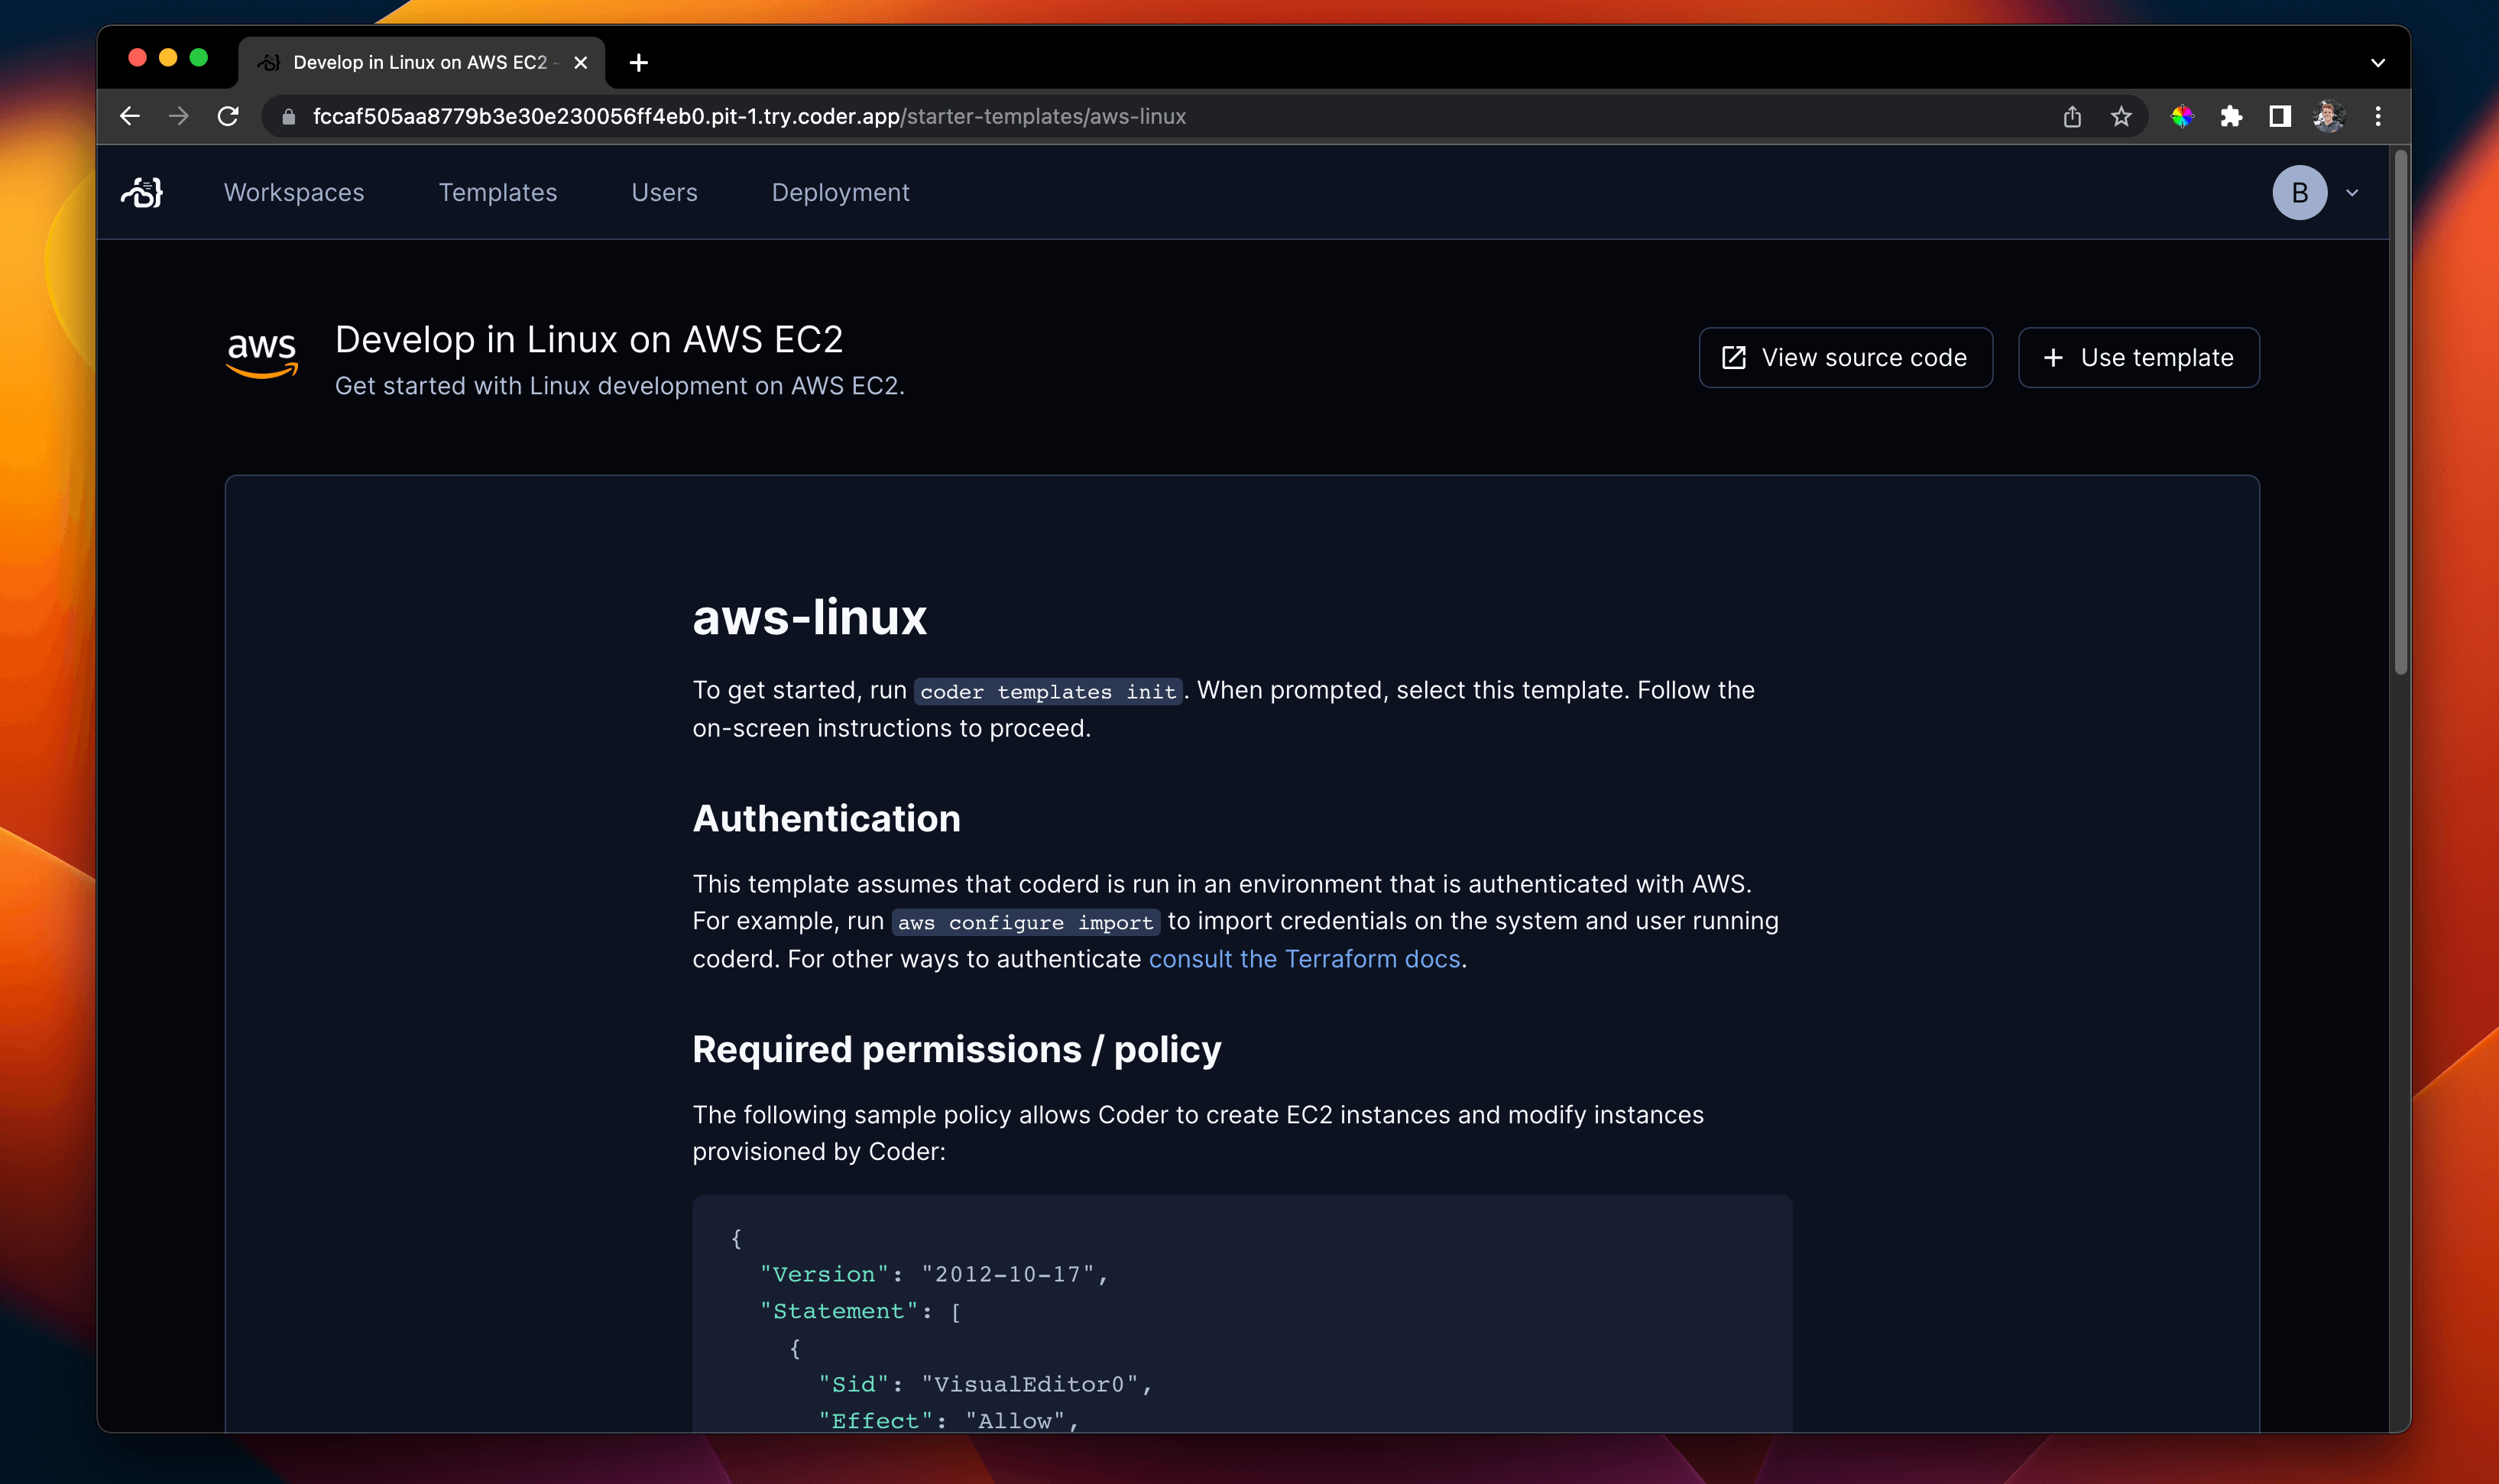 Develop in Linux on AWS EC2 -
fccaf505aa8779b3e30e230056ff4eb0.pit-1.try.coder.app/starter-templates/aws-linux
Workspaces Templates Users Deployment B
aws
Develop in Linux on AWS EC2
Get started with Linux development on AWS EC2.
View source code
Use template
aws-linux
To get started, run coder templates init. When prompted, select this template. Follow the
on-screen instructions to proceed.
Authentication
This template assumes that coderd is run in an environment that is authenticated with AWS.
For example, run aws configure import to import credentials on the system and user running
coderd. For other ways to authenticate consult the Terraform docs.
Required permissions / policy
The following sample policy allows Coder to create EC2 instances and modify instances
provisioned by Coder:
{
"Version": "2012-10-17",
"Statement": [
{
"Sid": "VisualEditor0",
"Effect": "Allow",